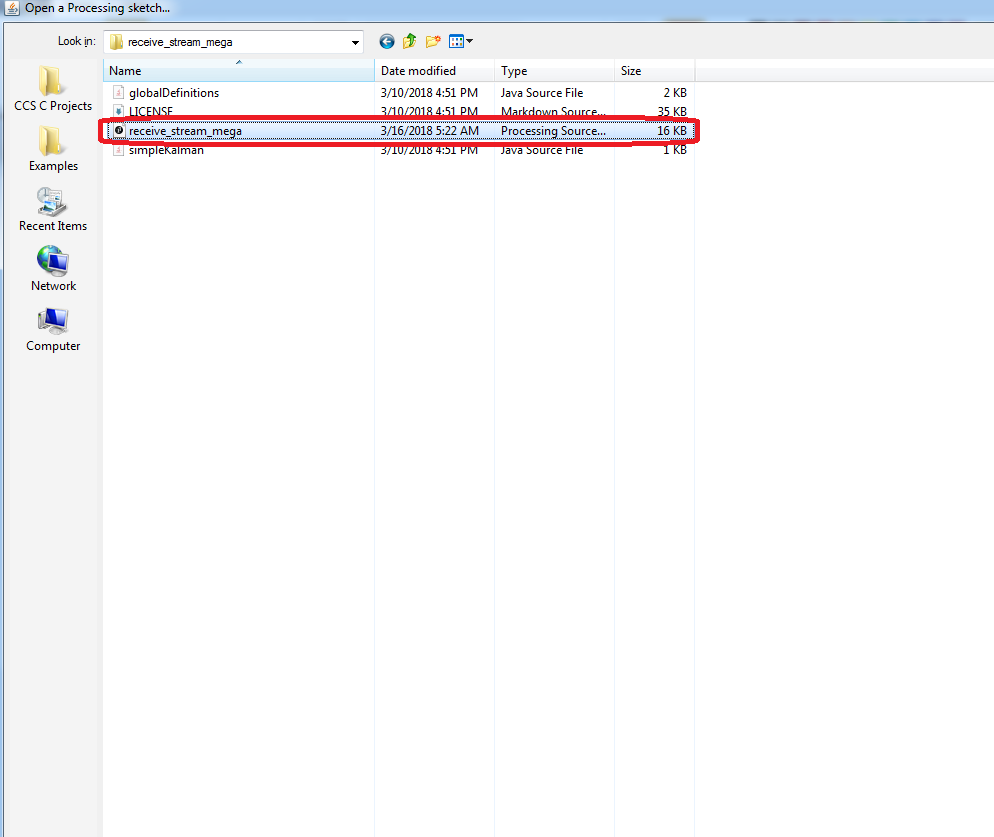 Open a Processing sketch...
Look in: receive_stream_mega
Name Date modified Type Size
globalDefinitions 3/10/2018 4:51 PM Java Source File 2 KB
LICENSE 3/10/2018 4:51 PM Markdown Source... 35 KB
receive_stream_mega 3/16/2018 5:22 AM Processing Source... 16 KB
simpleKalman 3/10/2018 4:51 PM Java Source File 1 KB
CCS C Projects
Examples
Recent Items
Network
Computer